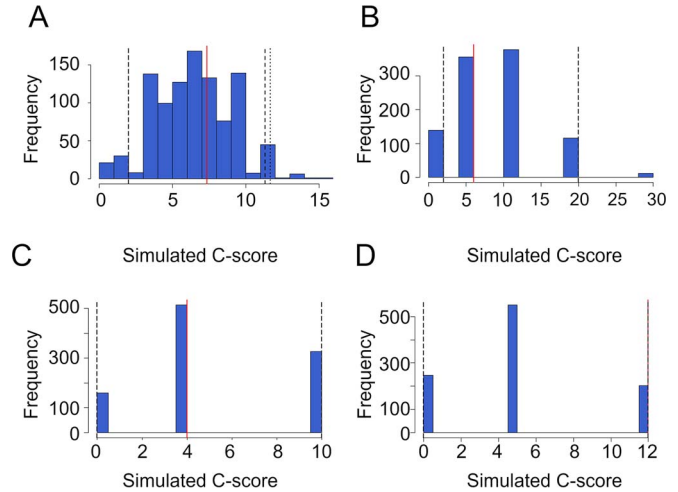 A
B
Frequency
150
100
50
0
0 5 10 15
Simulated C-score
Frequency
300
200
100
0
0 5 10 15 20 25 30
Simulated C-score
C
D
Frequency
500
300
100
0
0 2 4 6 8 10
Simulated C-score
Frequency
500
300
100
0
0 2 4 6 8 10 12
Simulated C-score